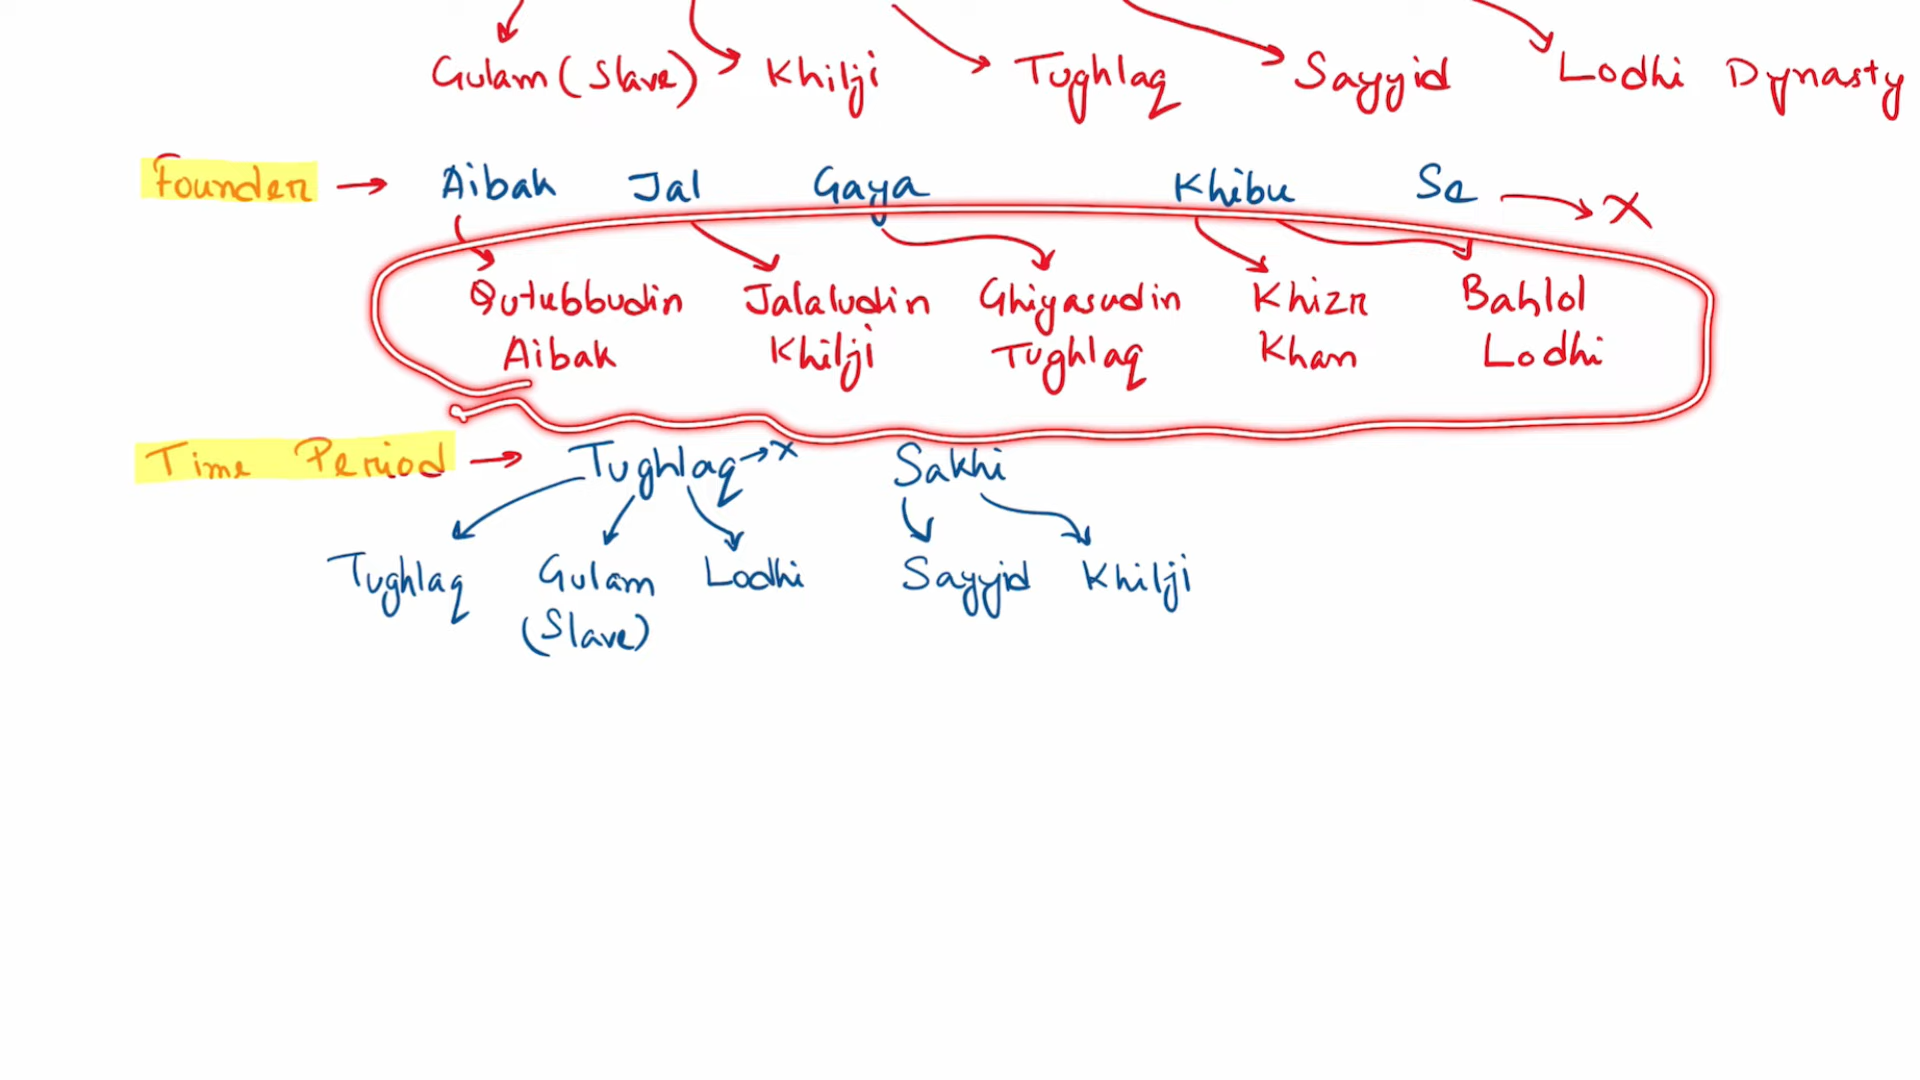 Gulam (Slave) Khilji Tughlaq Sayyid Lodhi Dynasty
Founder → Aibak Jal Gaya Khibu Se → X
Qutubbudin Jalaludin Ghiyasudin Khizr Bahlol
Aibak Khilji Tughlaq Khan Lodhi
Time Period → Tughlaq → X Sakhi
Tughlaq Gulam Lodhi Sayyid Khilji
(Slave)